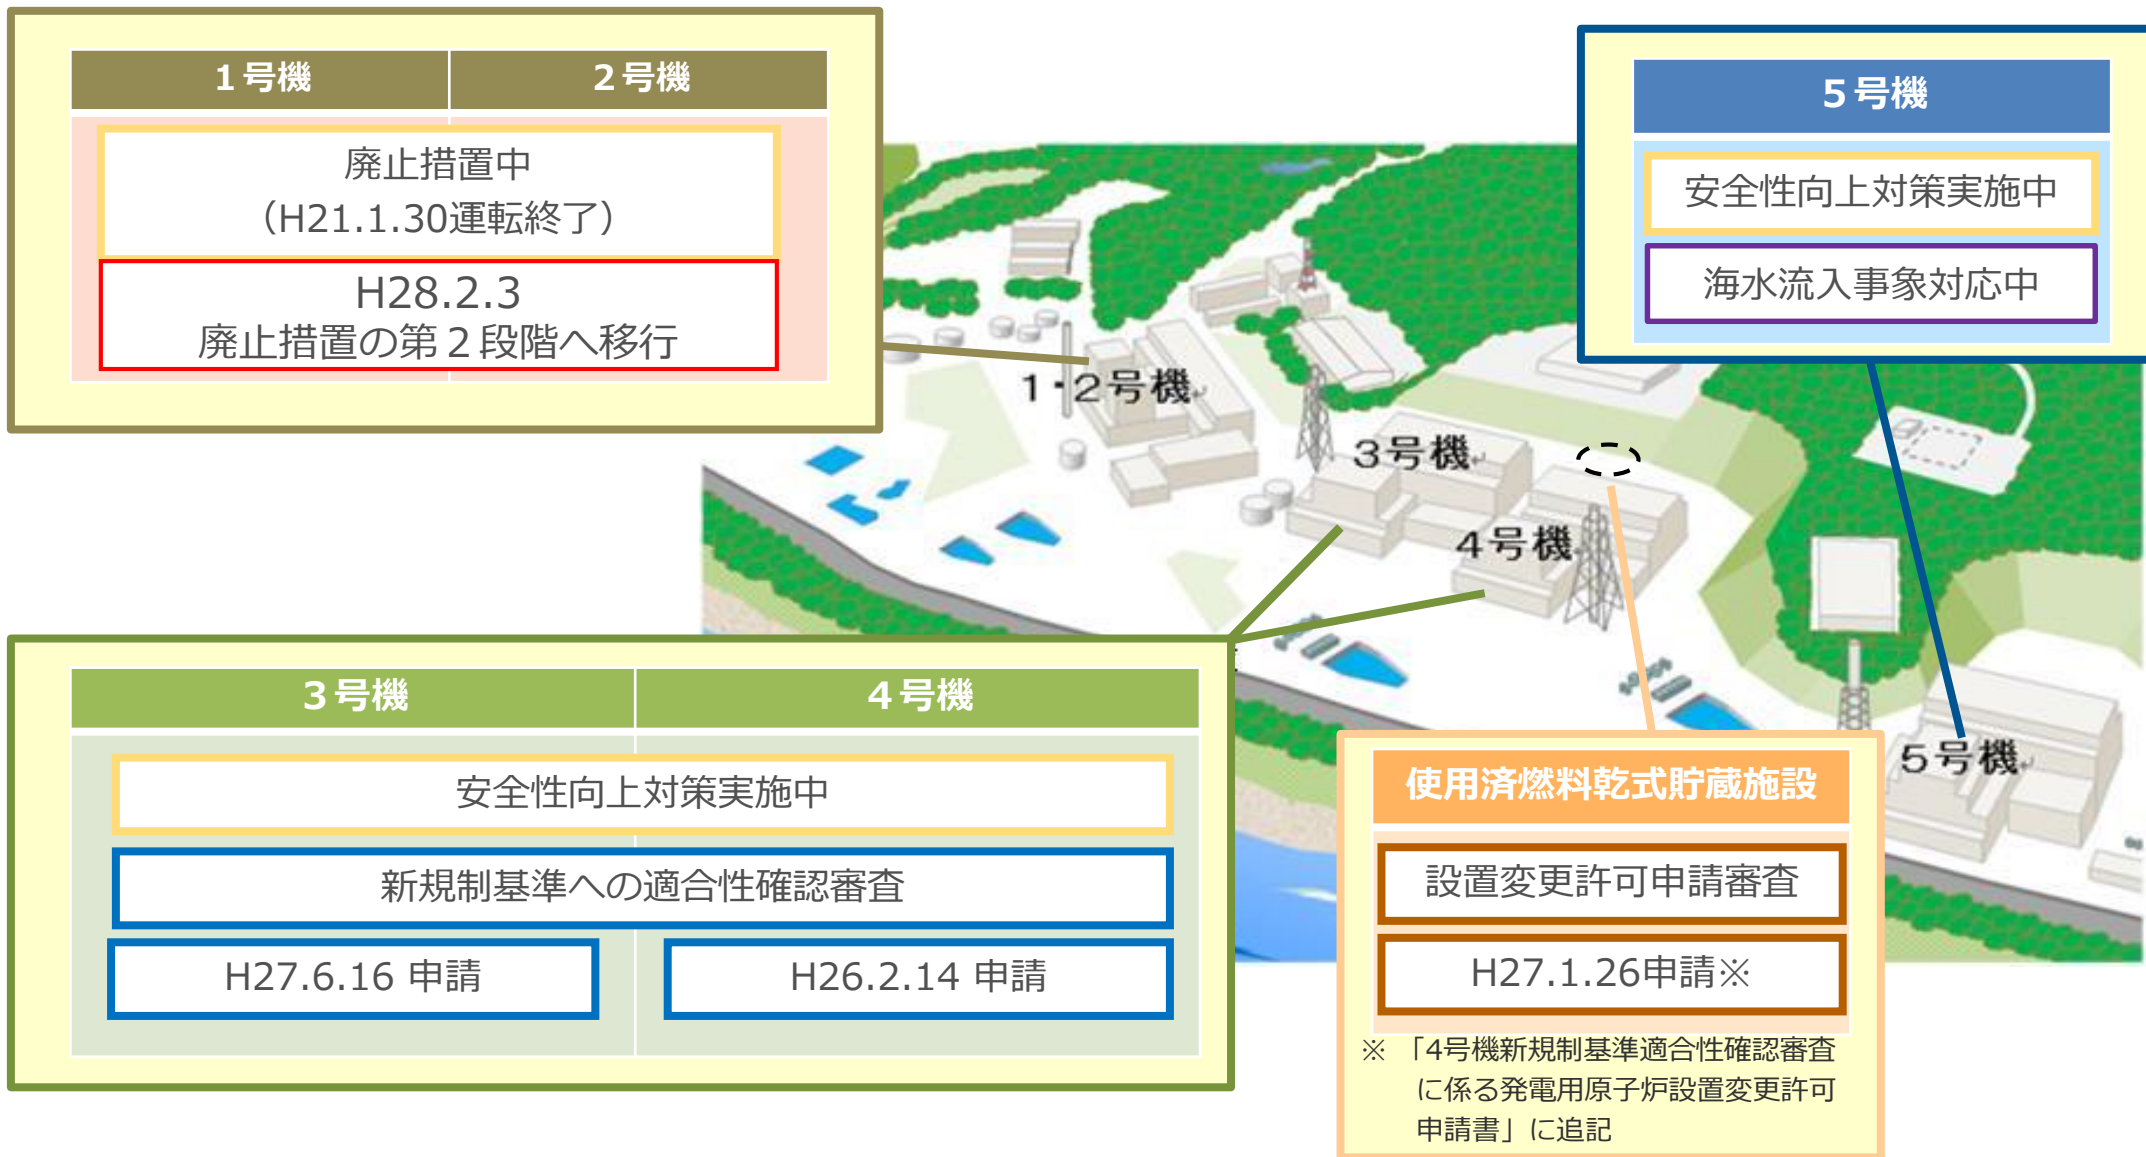 １号機
２号機
廃止措置中
（H21.1.30運転終了）
H28.2.3
廃止措置の第２段階へ移行
５号機
安全性向上対策実施中
海水流入事象対応中
1・2号機
3号機
4号機
5号機
３号機
４号機
安全性向上対策実施中
新規制基準への適合性確認審査
H27.6.16 申請
H26.2.14 申請
使用済燃料乾式貯蔵施設
設置変更許可申請審査
H27.1.26申請※
※ 「4号機新規制基準適合性確認審査
に係る発電用原子炉設置変更許可
申請書」に追記